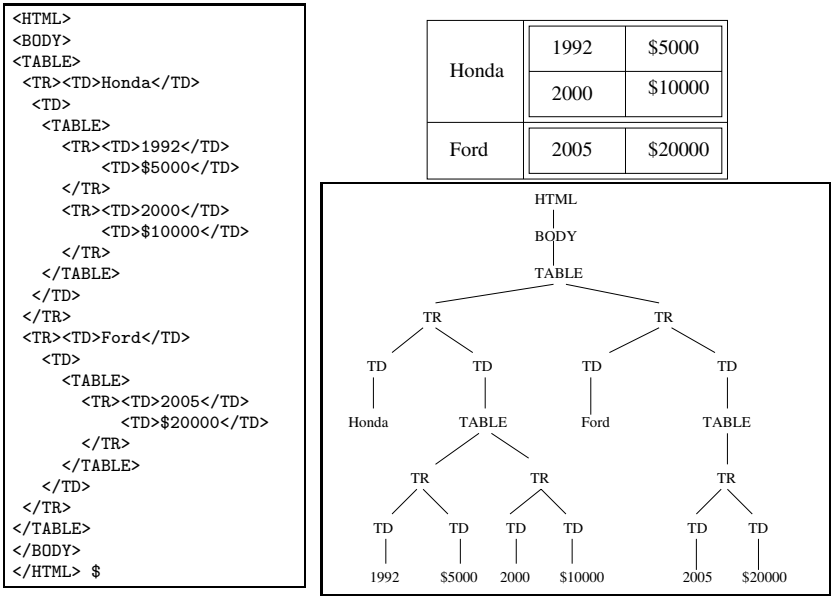 <HTML>
<BODY>
<TABLE>
<TR><TD>Honda</TD>
<TD>
<TABLE>
<TR><TD>1992</TD>
<TD>$5000</TD>
</TR>
<TR><TD>2000</TD>
<TD>$10000</TD>
</TR>
</TABLE>
</TD>
</TR>
<TR><TD>Ford</TD>
<TD>
<TABLE>
<TR><TD>2005</TD>
<TD>$20000</TD>
</TR>
</TABLE>
</TD>
</TR>
</TABLE>
</BODY>
</HTML> $
Honda
1992 $5000
2000 $10000
Ford 2005 $20000
HTML
BODY
TABLE
TR TR
TD TD TD TD
Honda TABLE Ford TABLE
TR TR TR
TD TD TD TD TD TD
1992 $5000 2000 $10000 2005 $20000